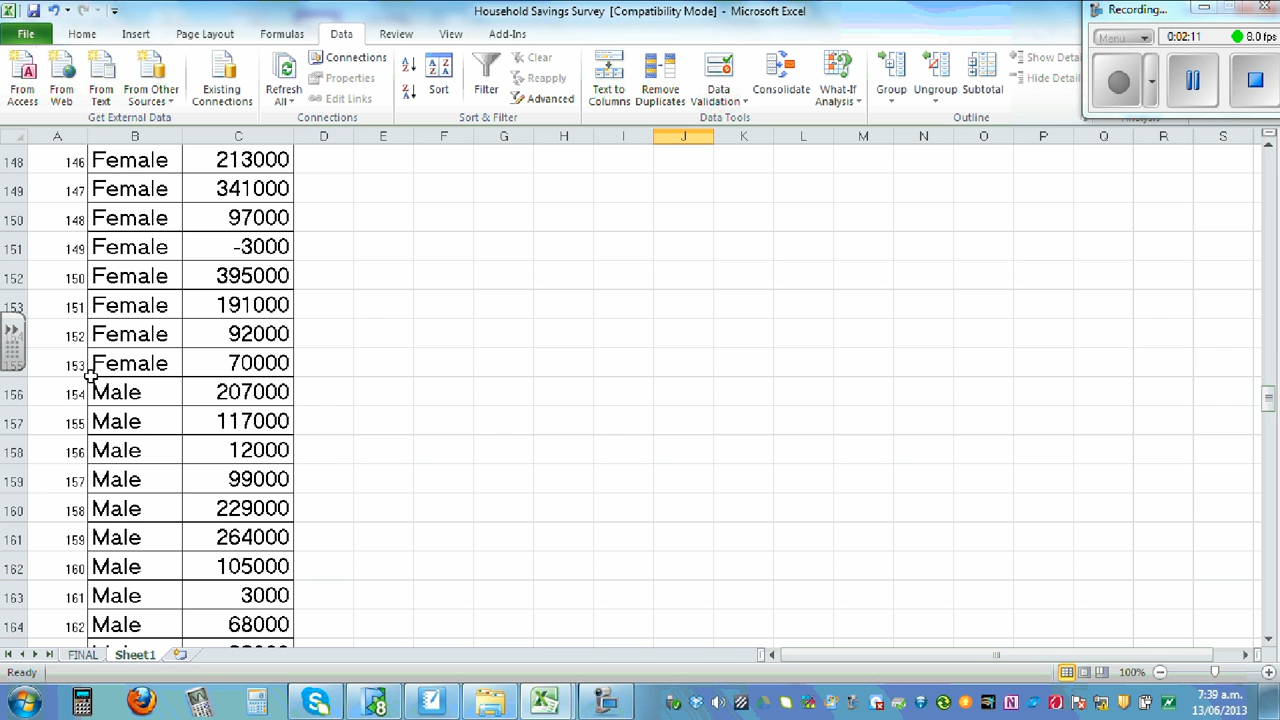 Household Savings Survey [Compatibility Mode] - Microsoft Excel
Recording...
File Home Insert Page Layout Formulas Data Review View Add-Ins
Menu 0:02:11 8.0 fps
From Access
From Web
From Text
From Other Sources
Existing Connections
Refresh All
Connections
Properties
Edit Links
Sort
Filter
Clear
Reapply
Advanced
Text to Columns
Remove Duplicates
Data Validation
Consolidate
What-If Analysis
Group
Ungroup
Subtotal
Show Detail
Hide Detail
Get External Data Connections Sort & Filter Data Tools Outline
A B C D E F G H I J K L M N O P Q R S
148 146 Female 213000
149 147 Female 341000
150 148 Female 97000
151 149 Female -3000
152 150 Female 395000
153 151 Female 191000
152 Female 92000
155 153 Female 70000
156 154 Male 207000
157 155 Male 117000
158 156 Male 12000
159 157 Male 99000
160 158 Male 229000
161 159 Male 264000
162 160 Male 105000
163 161 Male 3000
164 162 Male 68000
FINAL Sheet1
Ready 100%
7:39 a.m.
13/06/2013